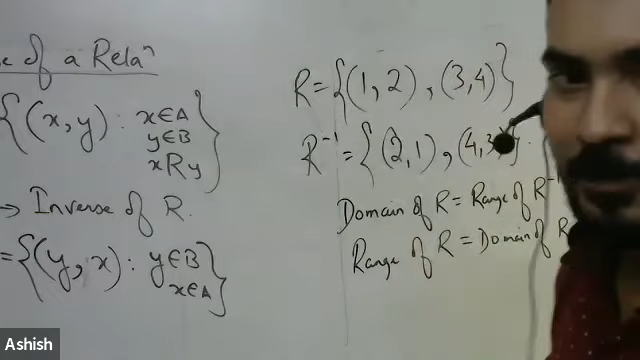 of a Relaⁿ
{(x,y) : x∈A
y∈B
xRy}
→ Inverse of R.
={(y,x) : y∈B
x∈A}
R={(1,2),(3,4)}
R⁻¹={(2,1),(4,3)}.
Domain of R = Range of R⁻¹
Range of R = Domain of R
Ashish